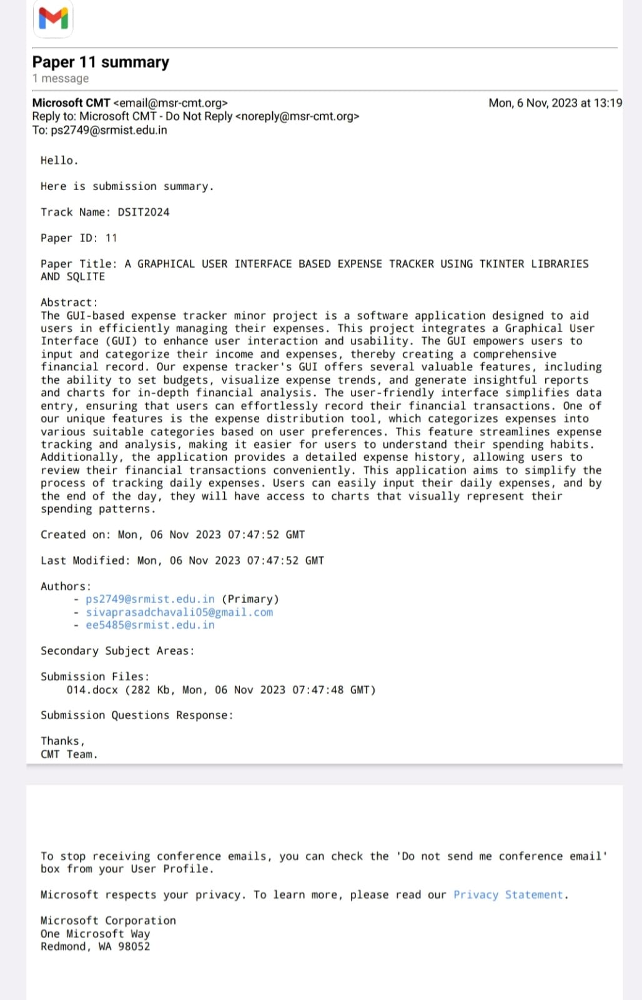 M
Paper 11 summary
1 message
Microsoft CMT <email@msr-cmt.org>
Mon, 6 Nov, 2023 at 13:19
Reply to: Microsoft CMT - Do Not Reply <noreply@msr-cmt.org>
To: ps2749@srmist.edu.in
Hello.
Here is submission summary.
Track Name: DSIT2024
Paper ID: 11
Paper Title: A GRAPHICAL USER INTERFACE BASED EXPENSE TRACKER USING TKINTER LIBRARIES
AND SQLITE
Abstract:
The GUI-based expense tracker minor project is a software application designed to aid
users in efficiently managing their expenses. This project integrates a Graphical User
Interface (GUI) to enhance user interaction and usability. The GUI empowers users to
input and categorize their income and expenses, thereby creating a comprehensive
financial record. Our expense tracker's GUI offers several valuable features, including
the ability to set budgets, visualize expense trends, and generate insightful reports
and charts for in-depth financial analysis. The user-friendly interface simplifies data
entry, ensuring that users can effortlessly record their financial transactions. One of
our unique features is the expense distribution tool, which categorizes expenses into
various suitable categories based on user preferences. This feature streamlines expense
tracking and analysis, making it easier for users to understand their spending habits.
Additionally, the application provides a detailed expense history, allowing users to
review their financial transactions conveniently. This application aims to simplify the
process of tracking daily expenses. Users can easily input their daily expenses, and by
the end of the day, they will have access to charts that visually represent their
spending patterns.
Created on: Mon, 06 Nov 2023 07:47:52 GMT
Last Modified: Mon, 06 Nov 2023 07:47:52 GMT
Authors:
- ps2749@srmist.edu.in (Primary)
- sivaprasadchavali05@gmail.com
- ee5485@srmist.edu.in
Secondary Subject Areas:
Submission Files:
014.docx (282 Kb, Mon, 06 Nov 2023 07:47:48 GMT)
Submission Questions Response:
Thanks,
CMT Team.
To stop receiving conference emails, you can check the 'Do not send me conference email'
box from your User Profile.
Microsoft respects your privacy. To learn more, please read our Privacy Statement.
Microsoft Corporation
One Microsoft Way
Redmond, WA 98052